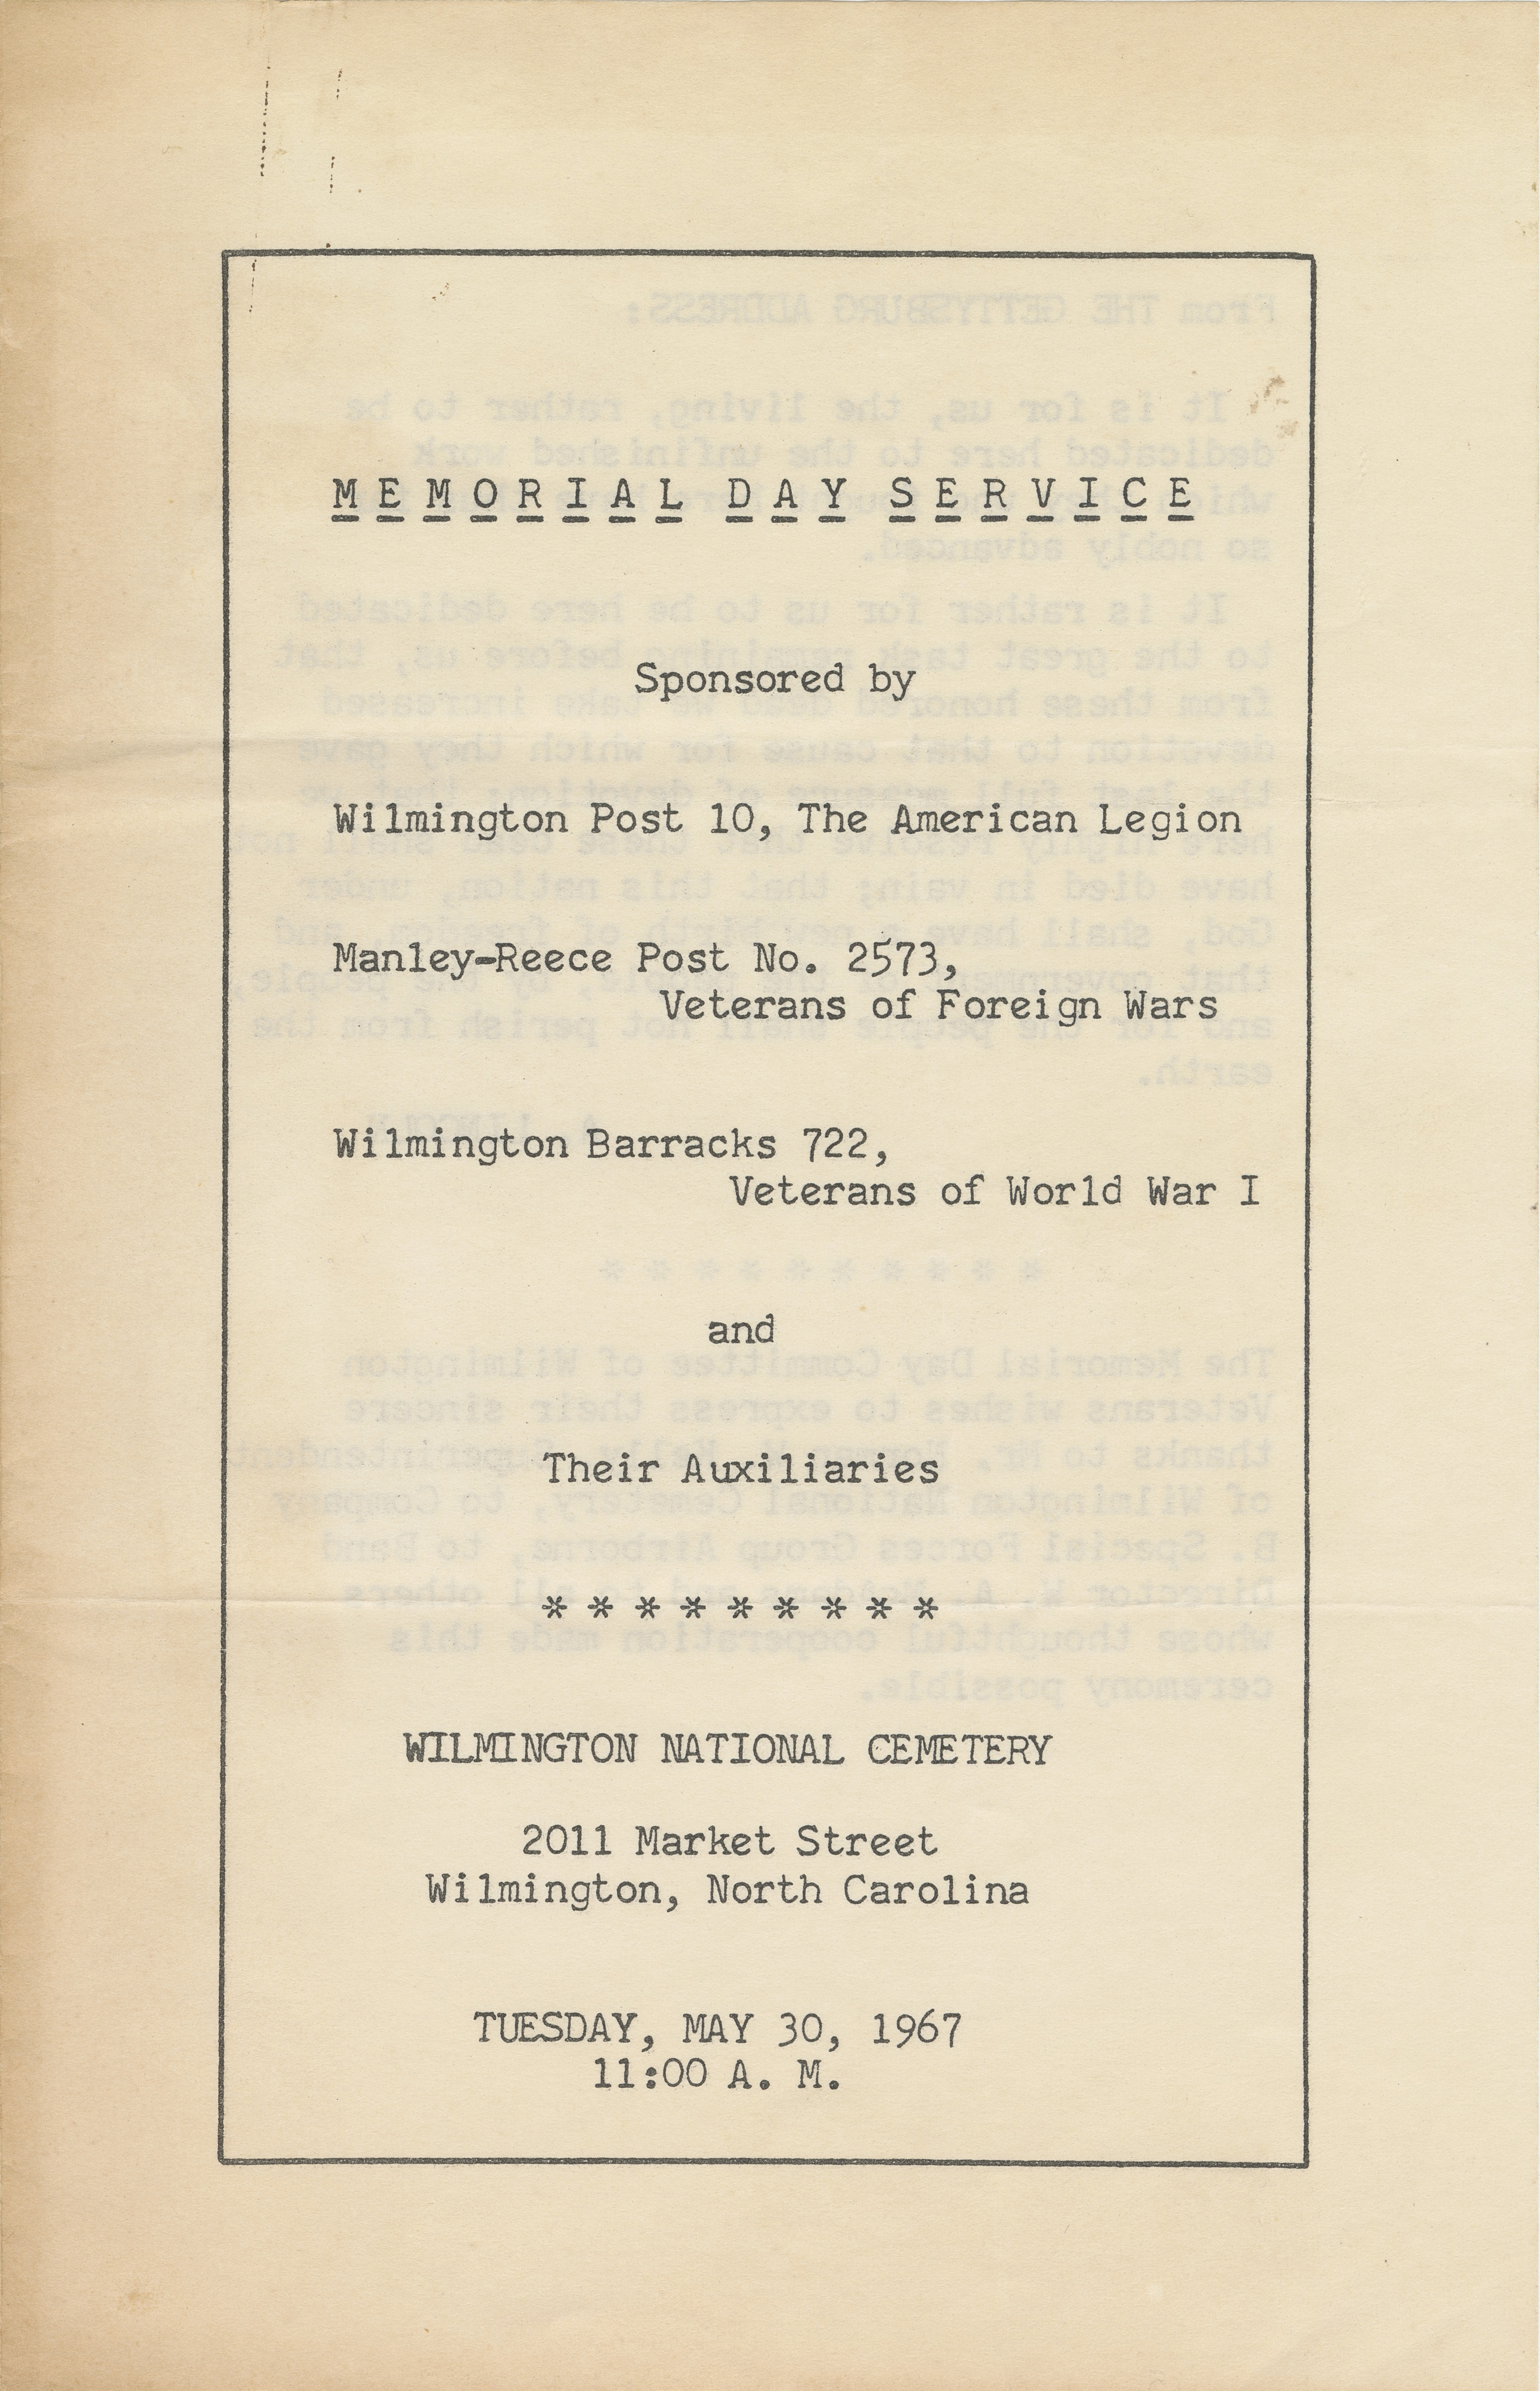 MEMORIAL DAY SERVICE
Sponsored by
Wilmington Post 10, The American Legion
Manley-Reece Post No. 2573,
Veterans of Foreign Wars
Wilmington Barracks 722,
Veterans of World War I
and
Their Auxiliaries
* * * * * * * * *
WILMINGTON NATIONAL CEMETERY
2011 Market Street
Wilmington, North Carolina
TUESDAY, MAY 30, 1967
11:00 A. M.